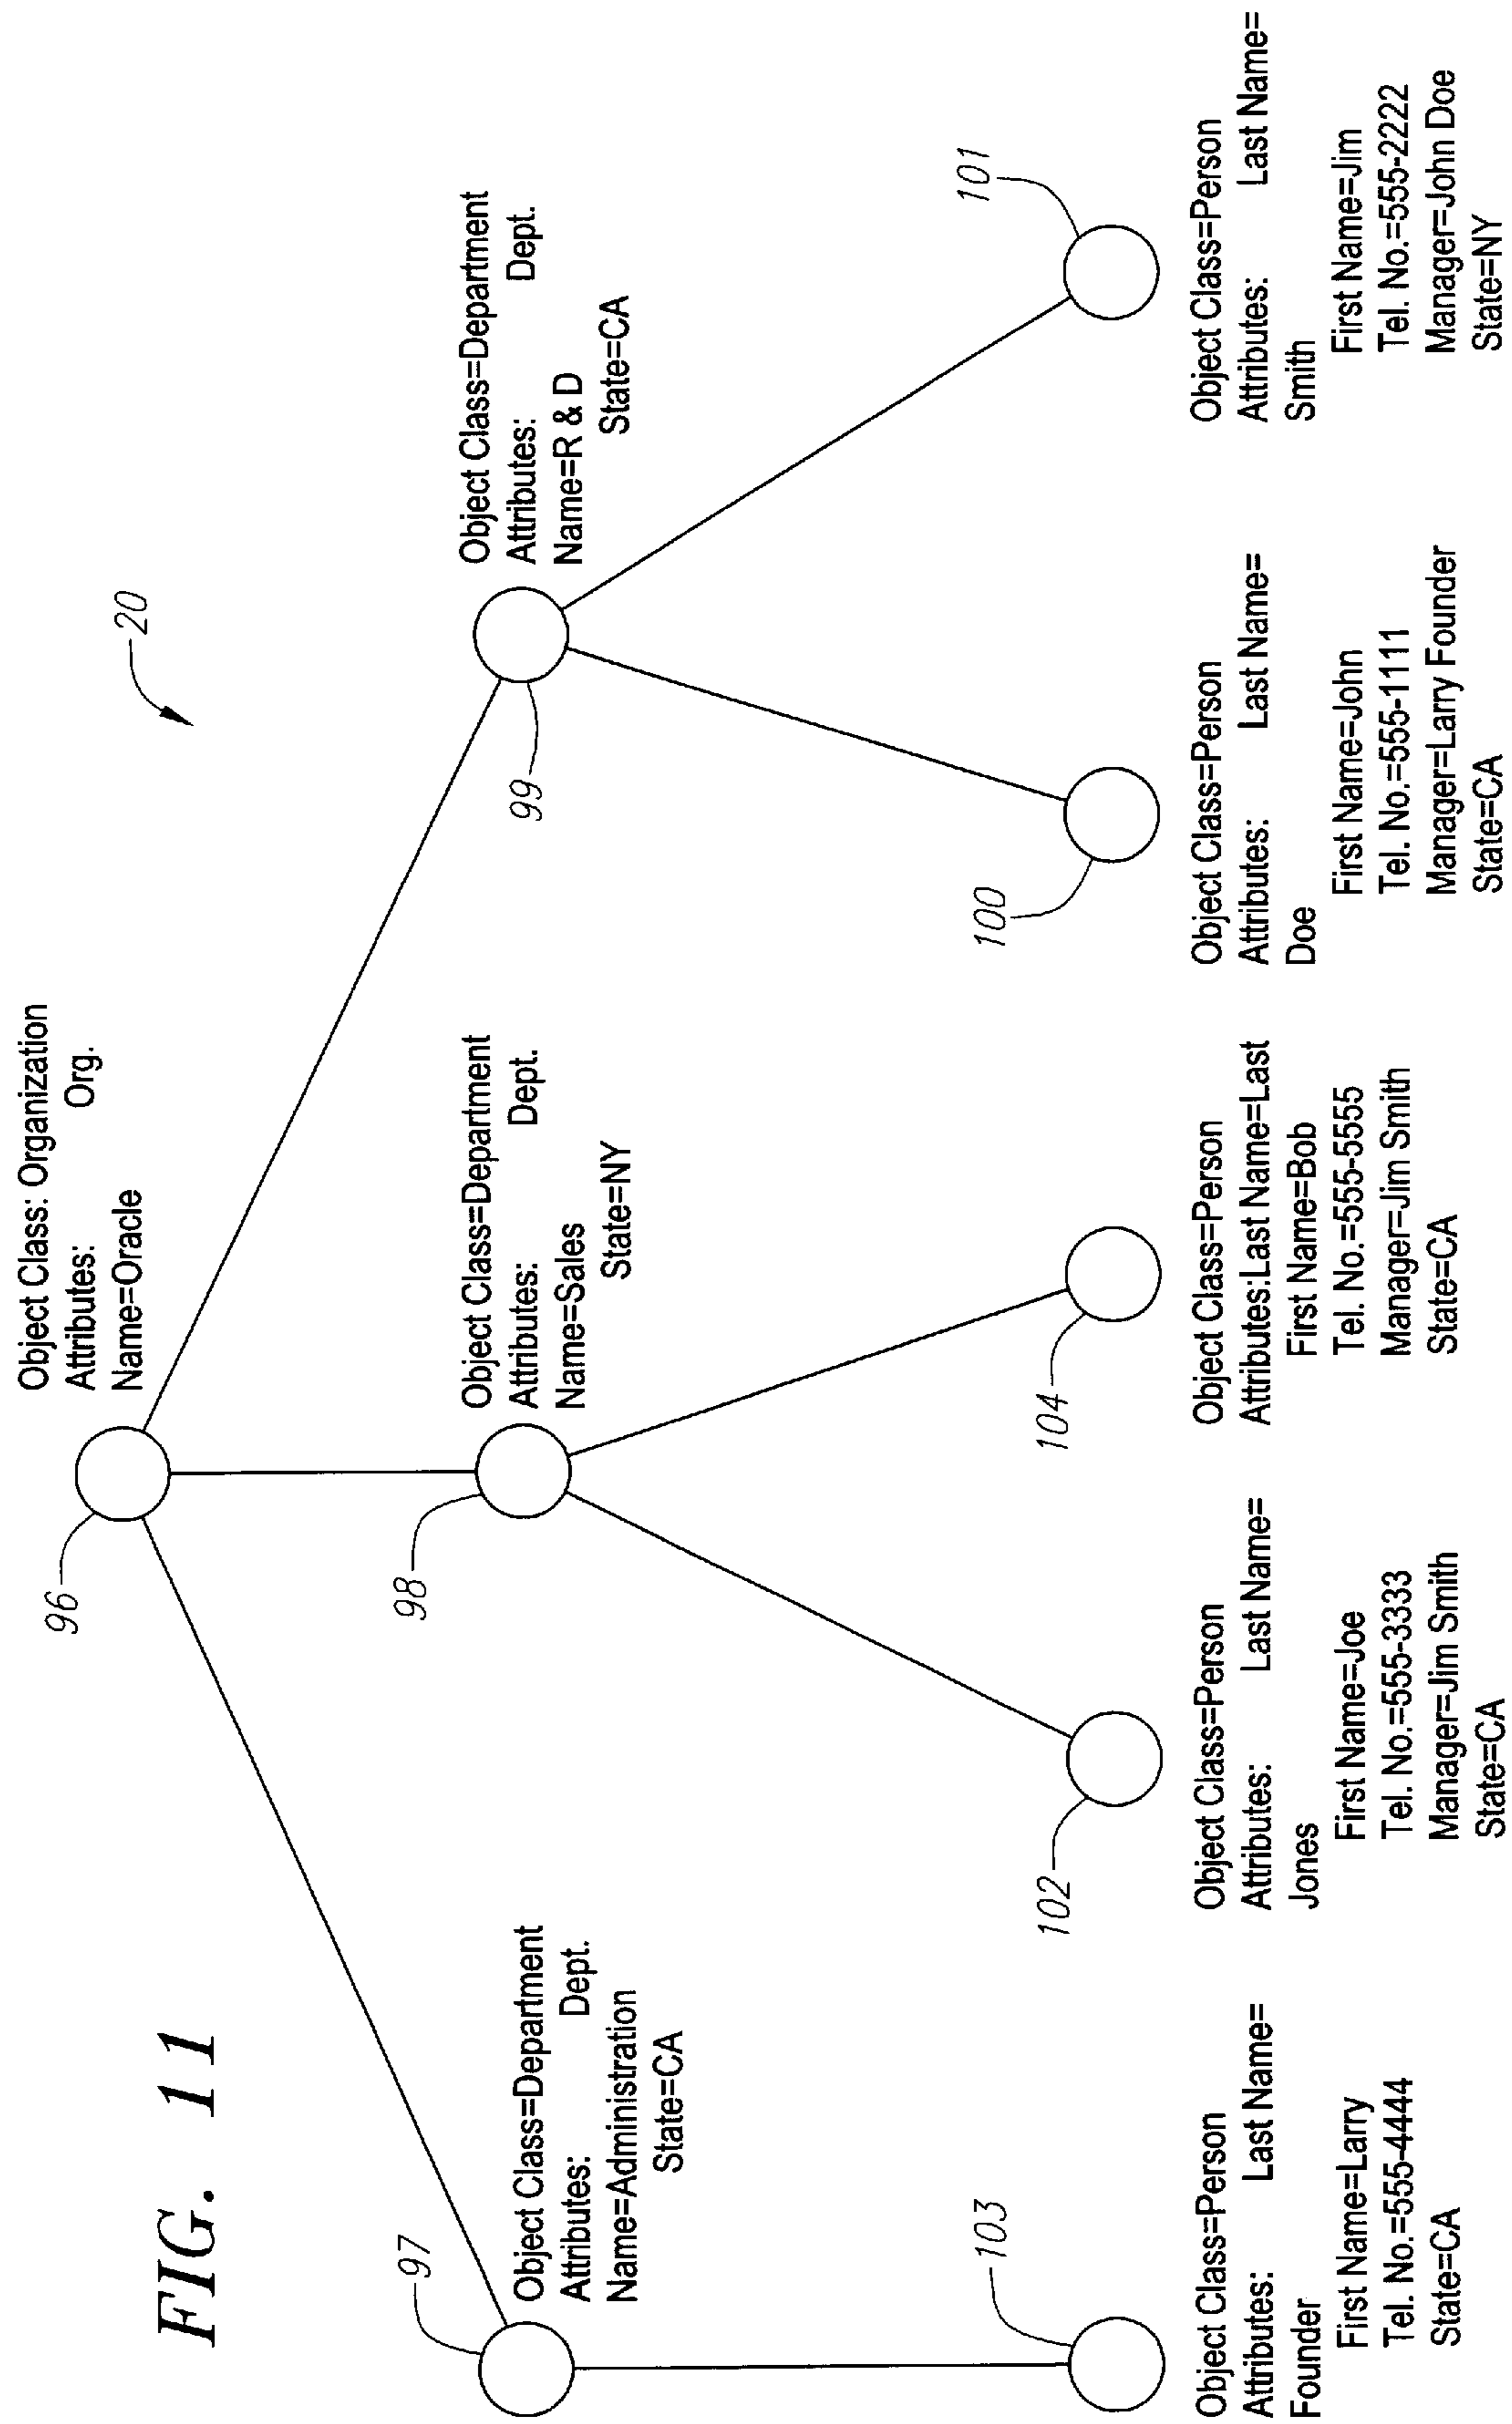 FIG. 11
20
Object Class: Organization
Attributes: Org.
Name=Oracle
96
97
Object Class=Department
Attributes: Dept.
Name=Administration
State=CA
98
Object Class=Department
Attributes: Dept.
Name=Sales
State=NY
99
Object Class=Department
Attributes: Dept.
Name=R & D
State=CA
103
Object Class=Person
Attributes: Last Name=
Founder
First Name=Larry
Tel. No.=555-4444
State=CA
102
Object Class=Person
Attributes: Last Name=
Jones
First Name=Joe
Tel. No.=555-3333
Manager=Jim Smith
State=CA
104
Object Class=Person
Attributes:Last Name=Last
First Name=Bob
Tel. No.=555-5555
Manager=Jim Smith
State=CA
100
Object Class=Person
Attributes: Last Name=
Doe
First Name=John
Tel. No.=555-1111
Manager=Larry Founder
State=CA
101
Object Class=Person
Attributes: Last Name=
Smith
First Name=Jim
Tel. No.=555-2222
Manager=John Doe
State=NY